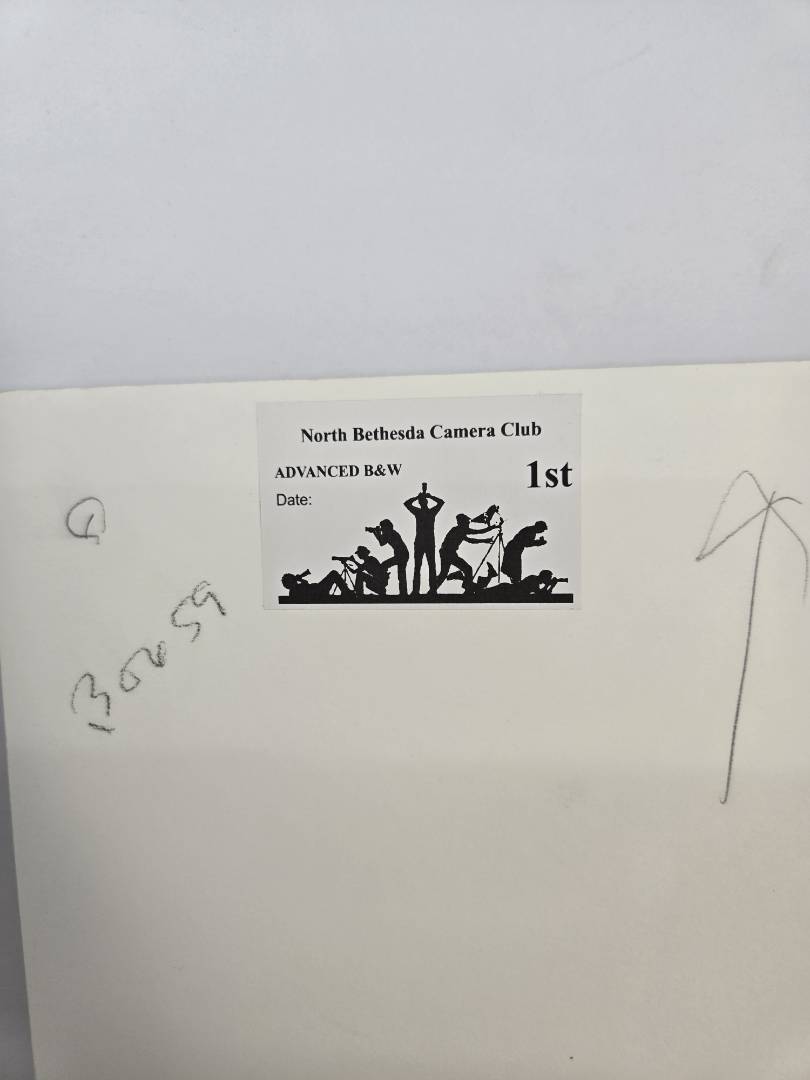 North Bethesda Camera Club
ADVANCED B&W
1st
Date: